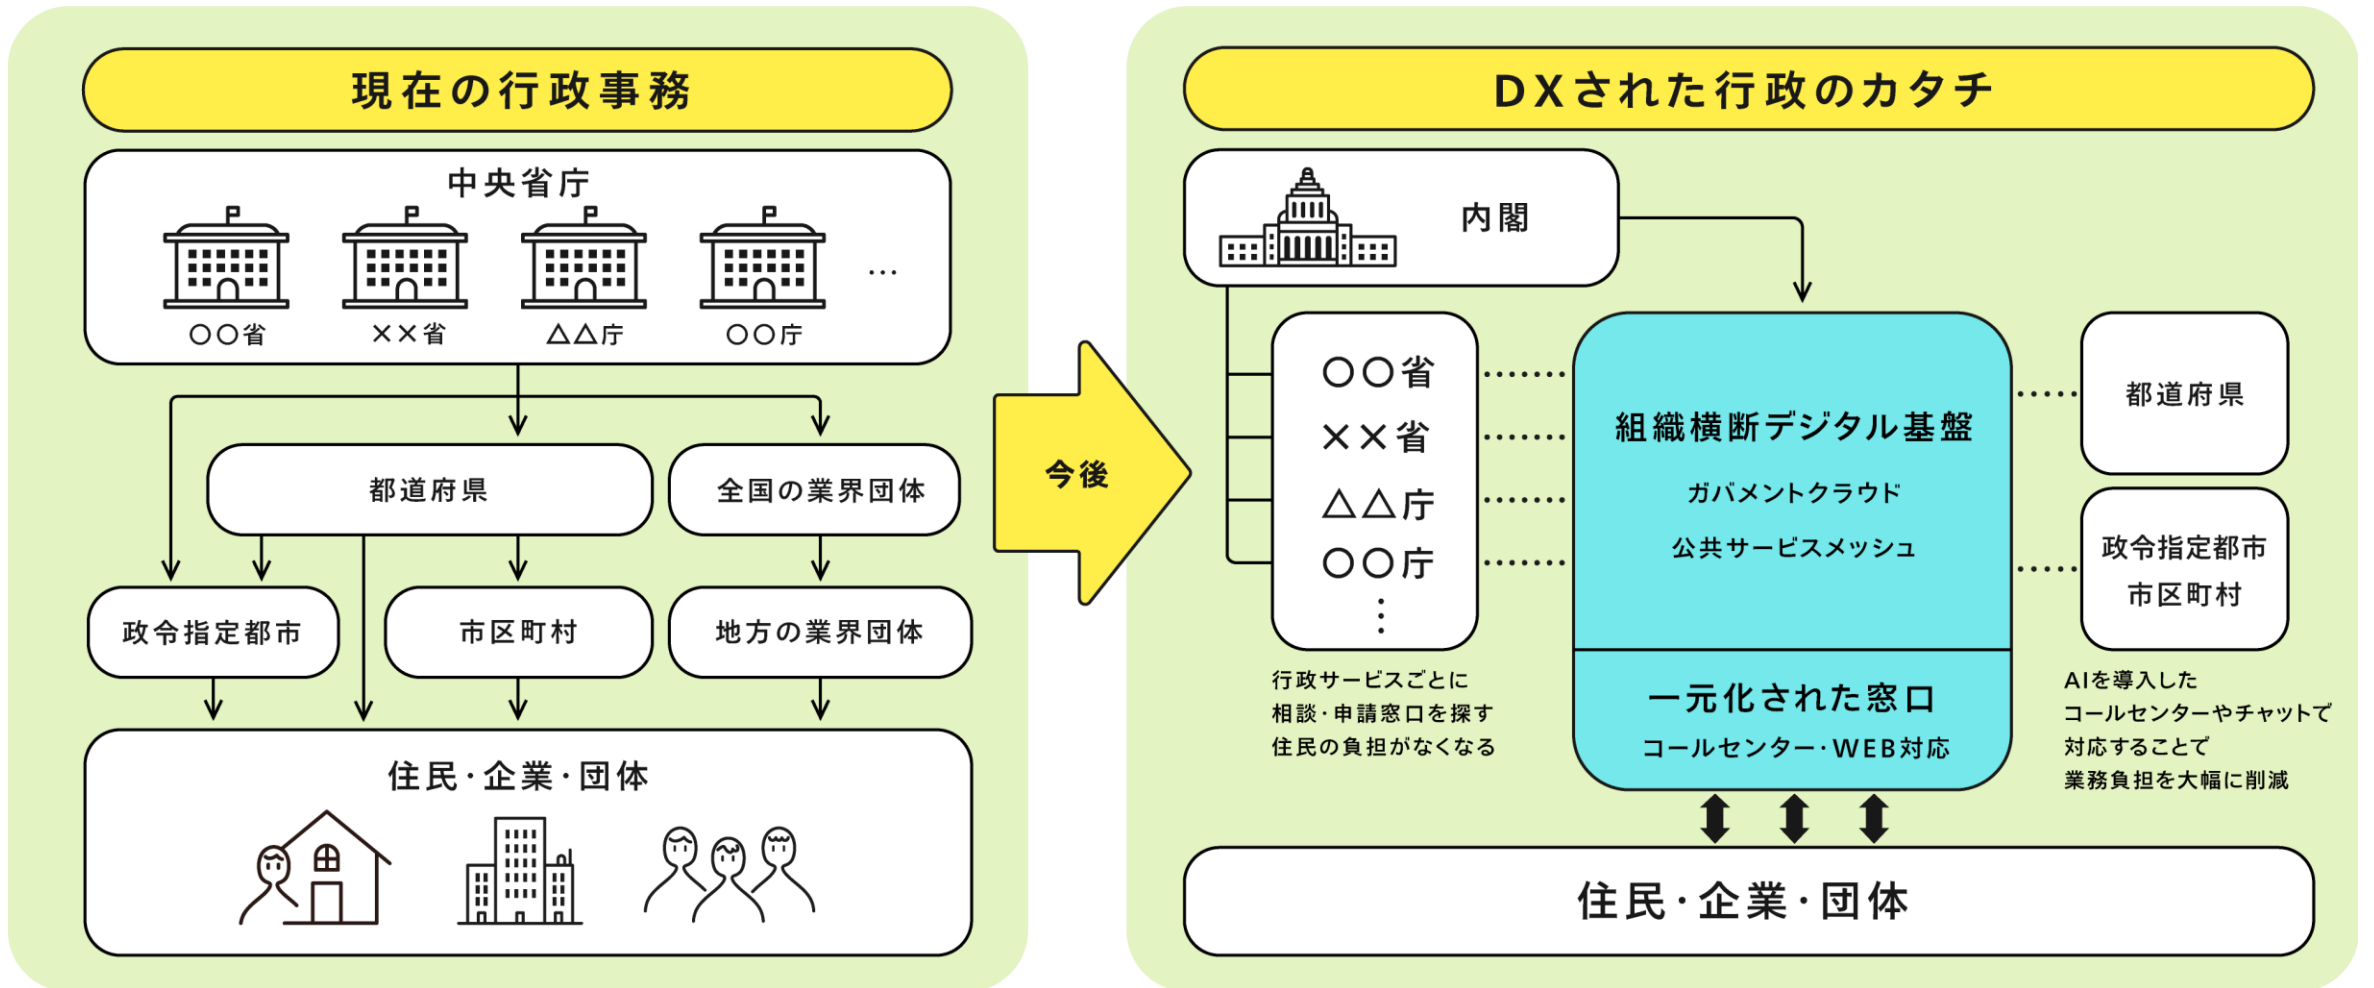 現在の行政事務
中央省庁
〇〇省
××省
△△庁
〇〇庁
…
都道府県
全国の業界団体
政令指定都市
市区町村
地方の業界団体
住民・企業・団体
今後
DXされた行政のカタチ
内閣
〇〇省
××省
△△庁
〇〇庁
⋮
行政サービスごとに
相談・申請窓口を探す
住民の負担がなくなる
組織横断デジタル基盤
ガバメントクラウド
公共サービスメッシュ
一元化された窓口
コールセンター・WEB対応
都道府県
政令指定都市
市区町村
AIを導入した
コールセンターやチャットで
対応することで
業務負担を大幅に削減
住民・企業・団体